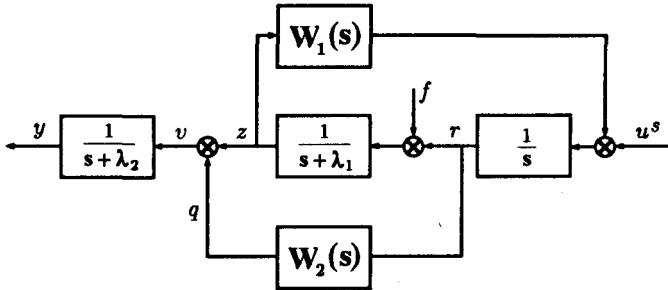 W₁(s)
f
y
1
s + λ₂
v
z
1
s + λ₁
r
1
s
uˢ
q
W₂(s)